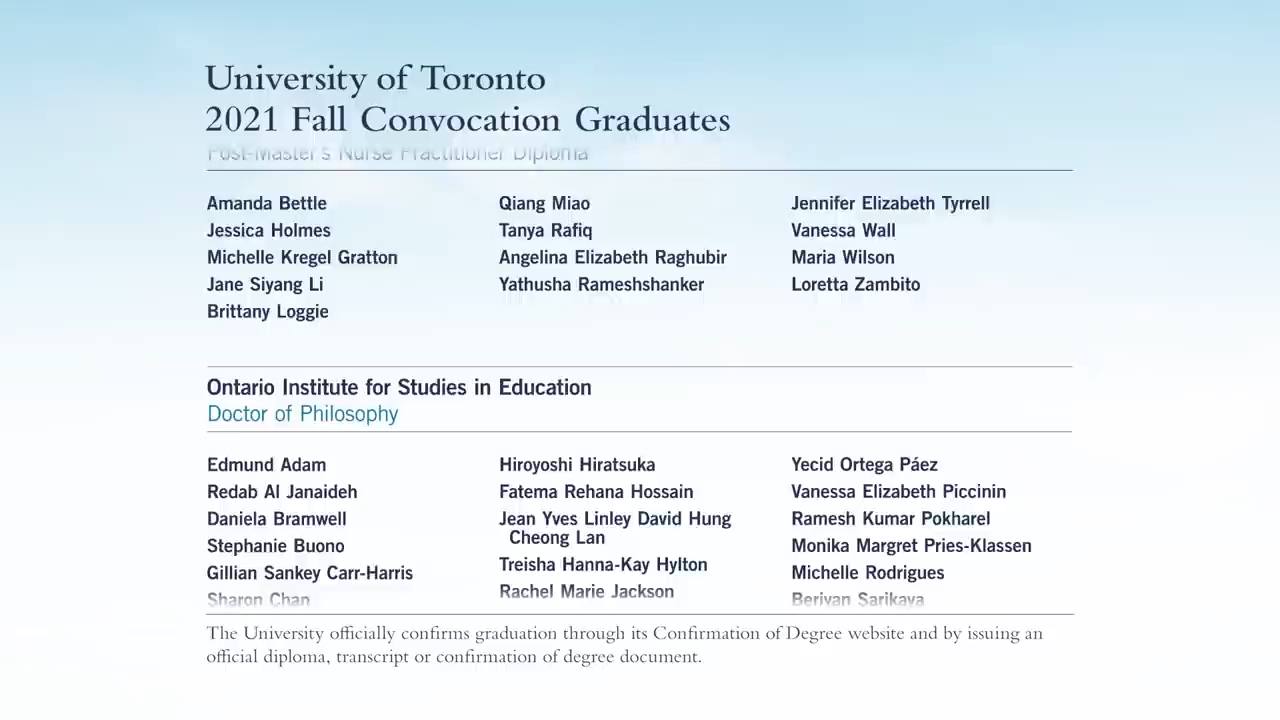 University of Toronto
2021 Fall Convocation Graduates
Post-Master's Nurse Practitioner Diploma
Amanda Bettle
Jessica Holmes
Michelle Kregel Gratton
Jane Siyang Li
Brittany Loggie
Qiang Miao
Tanya Rafiq
Angelina Elizabeth Raghubir
Yathusha Rameshshanker
Jennifer Elizabeth Tyrrell
Vanessa Wall
Maria Wilson
Loretta Zambito
Ontario Institute for Studies in Education
Doctor of Philosophy
Edmund Adam
Redab Al Janaideh
Daniela Bramwell
Stephanie Buono
Gillian Sankey Carr-Harris
Sharon Chan
Hiroyoshi Hiratsuka
Fatema Rehana Hossain
Jean Yves Linley David Hung
Cheong Lan
Treisha Hanna-Kay Hylton
Rachel Marie Jackson
Yecid Ortega Páez
Vanessa Elizabeth Piccinin
Ramesh Kumar Pokharel
Monika Margret Pries-Klassen
Michelle Rodrigues
Berivan Sarikaya
The University officially confirms graduation through its Confirmation of Degree website and by issuing an
official diploma, transcript or confirmation of degree document.